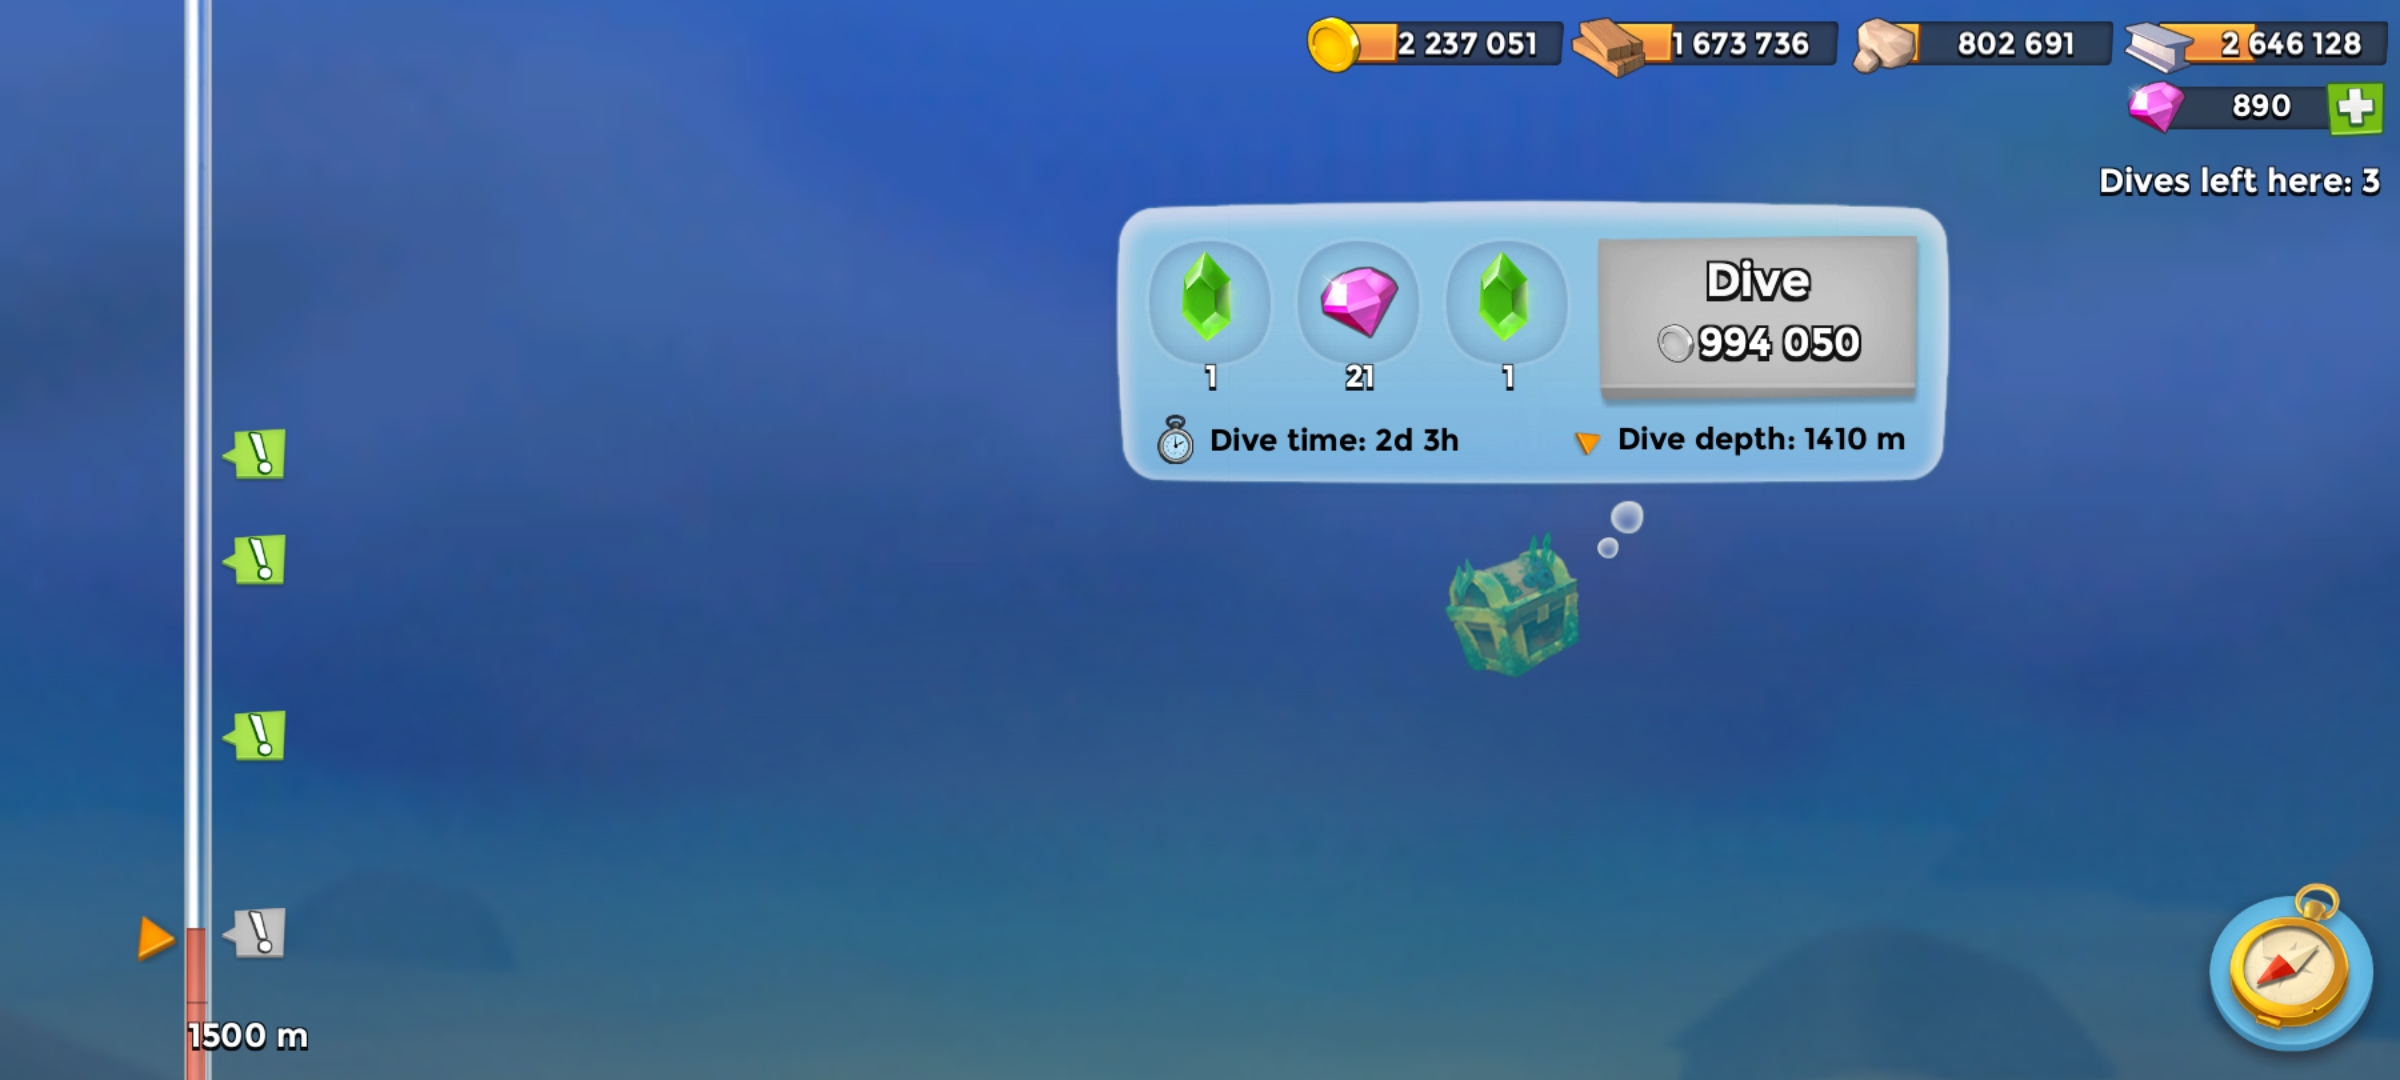 2 237 051
1 673 736
802 691
2 646 128
890
Dives left here: 3
Dive
994 050
1
21
1
Dive time: 2d 3h
Dive depth: 1410 m
!
!
!
!
1500 m